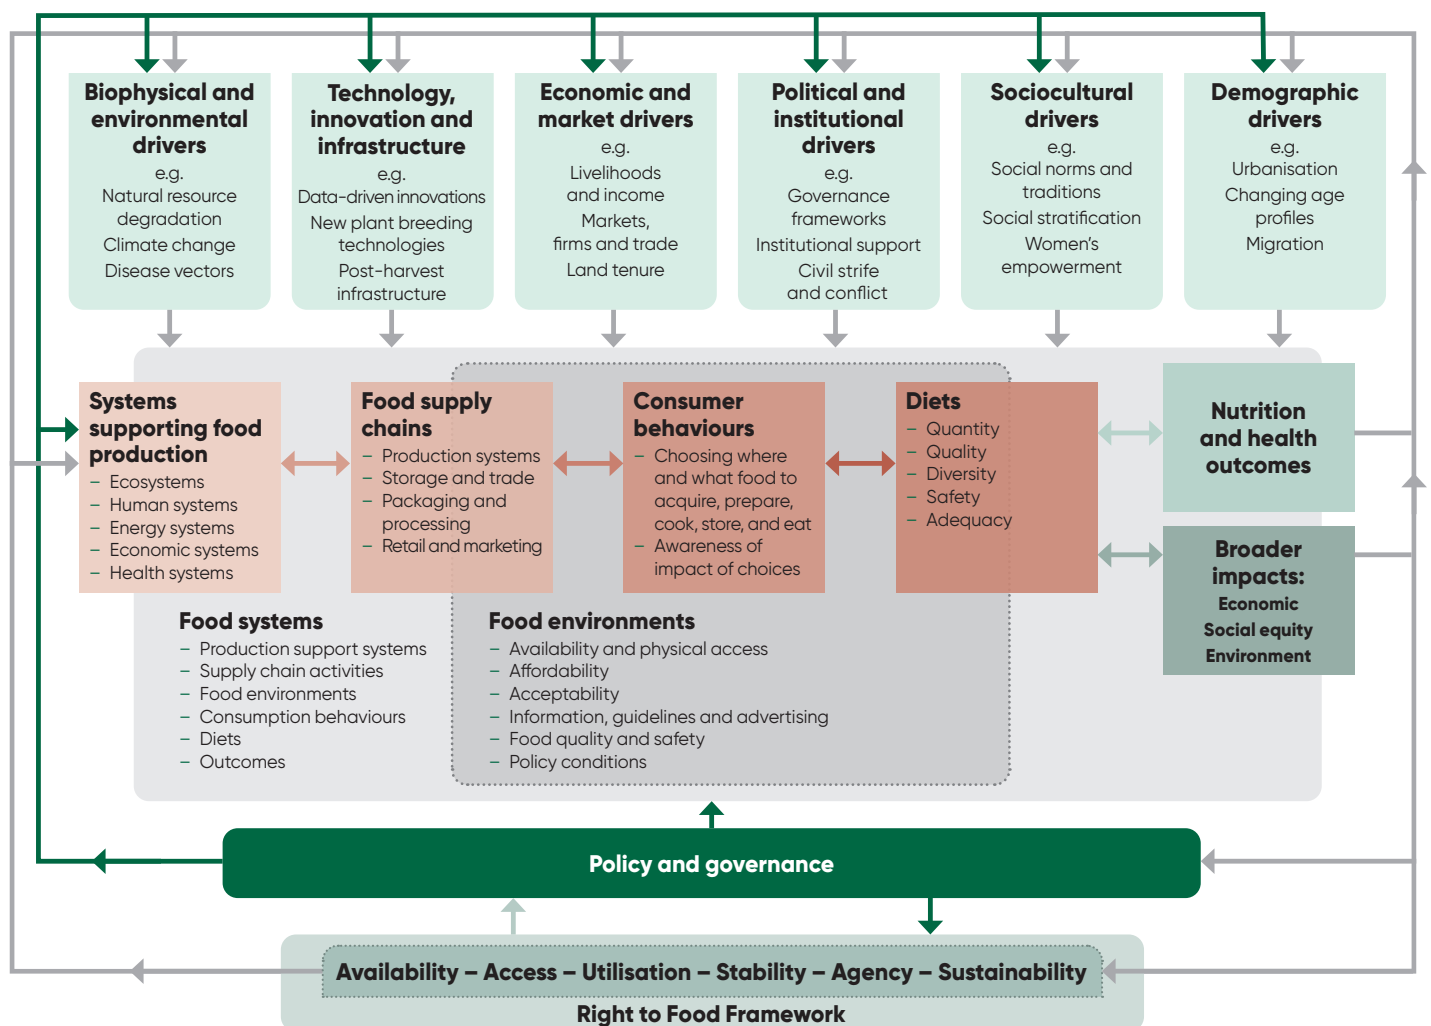 Biophysical and
environmental
drivers
e.g.
Natural resource
degradation
Climate change
Disease vectors
Technology,
innovation and
infrastructure
e.g.
Data-driven innovations
New plant breeding
technologies
Post-harvest
infrastructure
Economic and
market drivers
e.g.
Livelihoods
and income
Markets,
firms and trade
Land tenure
Political and
institutional
drivers
e.g.
Governance
frameworks
Institutional support
Civil strife
and conflict
Sociocultural
drivers
e.g.
Social norms and
traditions
Social stratification
Women's
empowerment
Demographic
drivers
e.g.
Urbanisation
Changing age
profiles
Migration
Systems
supporting food
production
– Ecosystems
– Human systems
– Energy systems
– Economic systems
– Health systems
Food supply
chains
– Production systems
– Storage and trade
– Packaging and
processing
– Retail and marketing
Consumer
behaviours
– Choosing where
and what food to
acquire, prepare,
cook, store, and eat
– Awareness of
impact of choices
Diets
– Quantity
– Quality
– Diversity
– Safety
– Adequacy
Nutrition
and health
outcomes
Broader
impacts:
Economic
Social equity
Environment
Food systems
– Production support systems
– Supply chain activities
– Food environments
– Consumption behaviours
– Diets
– Outcomes
Food environments
– Availability and physical access
– Affordability
– Acceptability
– Information, guidelines and advertising
– Food quality and safety
– Policy conditions
Policy and governance
Availability – Access – Utilisation – Stability – Agency – Sustainability
Right to Food Framework